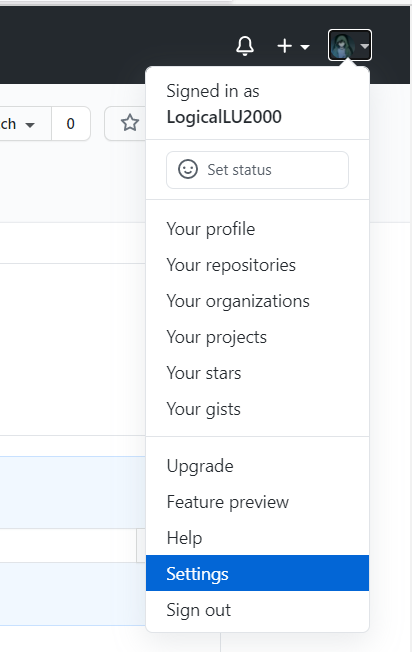 Signed in as
LogicalLU2000
ch
0
Set status
Your profile
Your repositories
Your organizations
Your projects
Your stars
Your gists
Upgrade
Feature preview
Help
Settings
Sign out